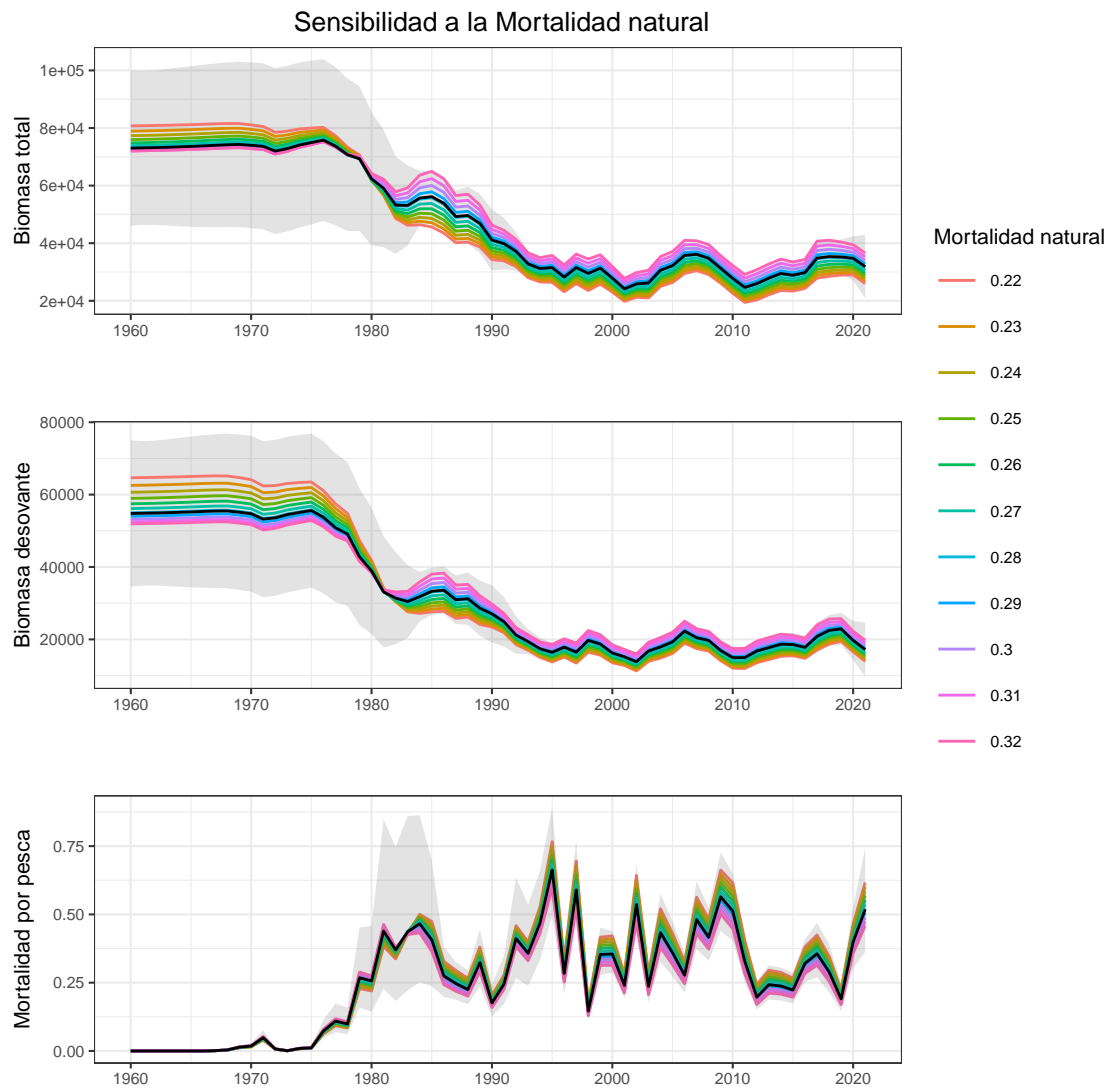 Sensibilidad a la Mortalidad natural
Biomasa total
1e+05
8e+04
6e+04
4e+04
2e+04
1960 1970 1980 1990 2000 2010 2020
Biomasa desovante
80000
60000
40000
20000
1960 1970 1980 1990 2000 2010 2020
Mortalidad por pesca
0.75
0.50
0.25
0.00
1960 1970 1980 1990 2000 2010 2020
Mortalidad natural
0.22
0.23
0.24
0.25
0.26
0.27
0.28
0.29
0.3
0.31
0.32